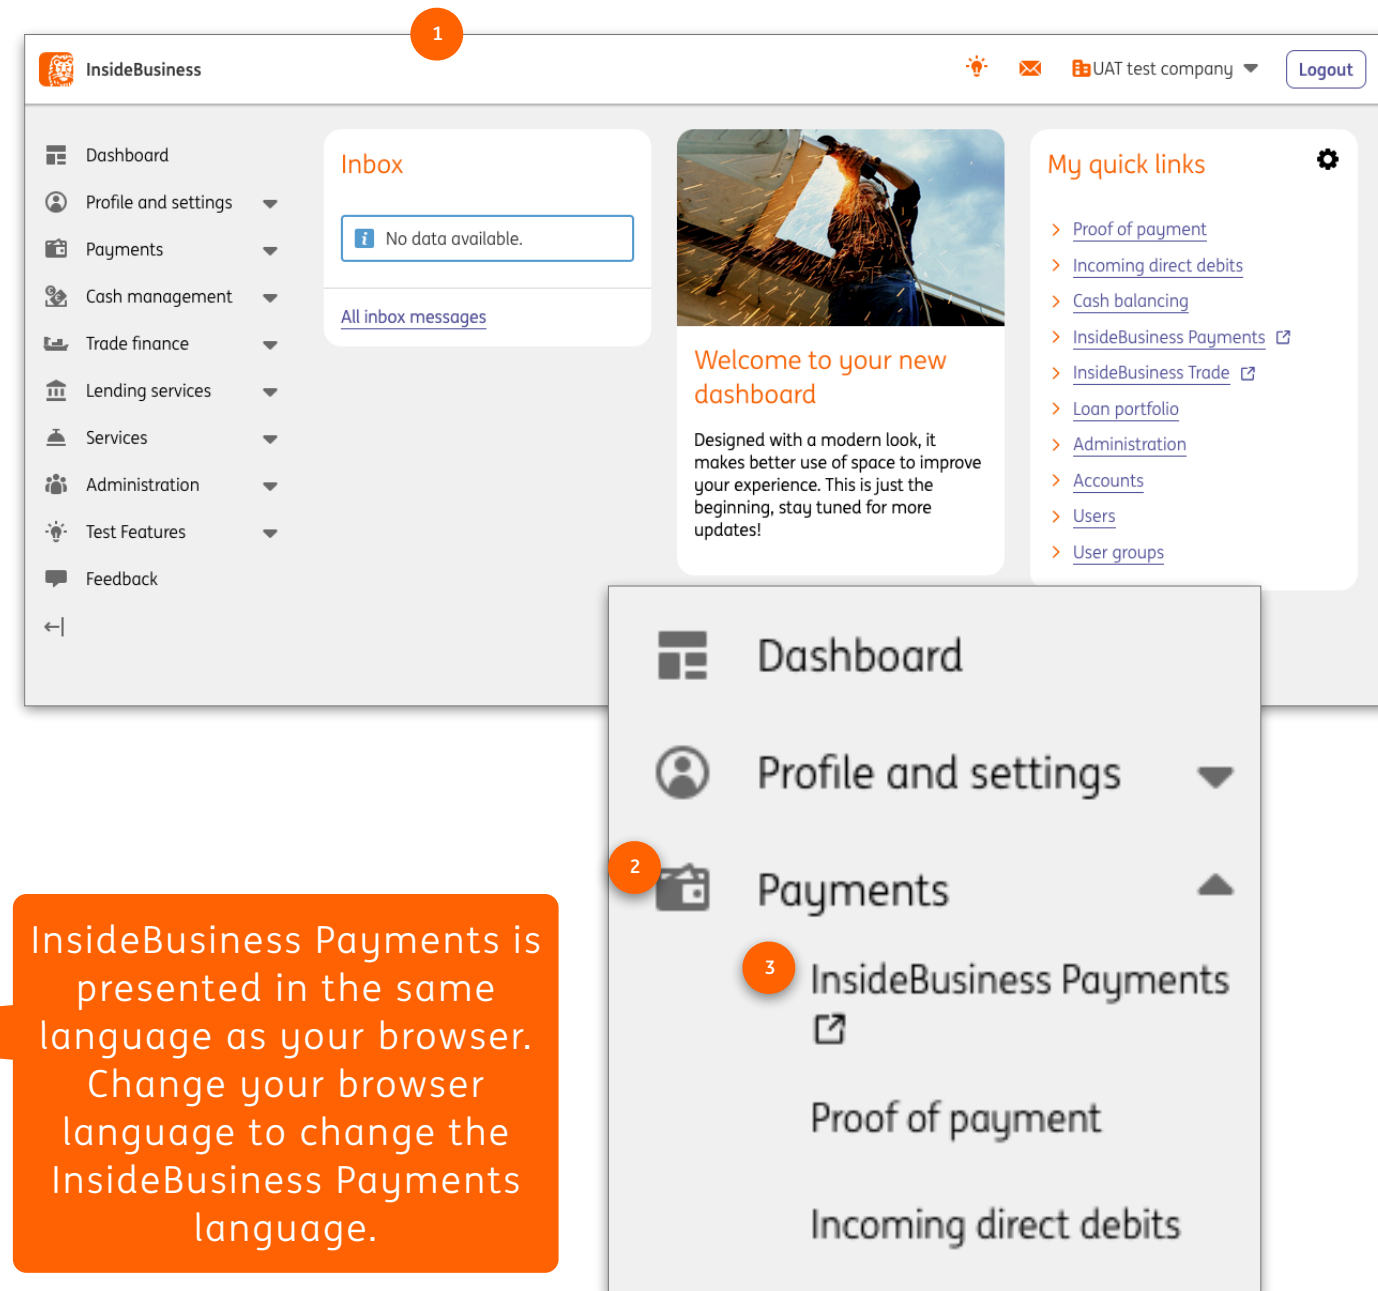 1
InsideBusiness
UAT test company
Logout
Dashboard
Profile and settings
Payments
Cash management
Trade finance
Lending services
Services
Administration
Test Features
Feedback
Inbox
No data available.
All inbox messages
Welcome to your new
dashboard
Designed with a modern look, it
makes better use of space to improve
your experience. This is just the
beginning, stay tuned for more
updates!
My quick links
Proof of payment
Incoming direct debits
Cash balancing
InsideBusiness Payments
InsideBusiness Trade
Loan portfolio
Administration
Accounts
Users
User groups
Dashboard
Profile and settings
2
Payments
3
InsideBusiness Payments
Proof of payment
Incoming direct debits
InsideBusiness Payments is
presented in the same
language as your browser.
Change your browser
language to change the
InsideBusiness Payments
language.